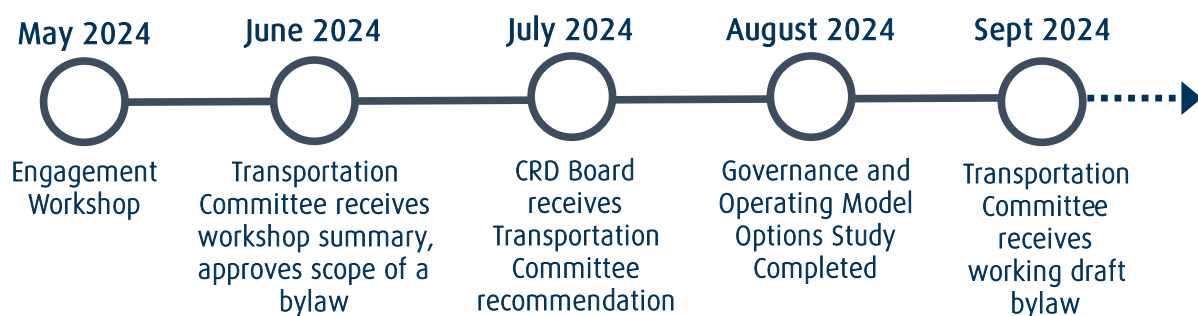 May 2024
Engagement
Workshop
June 2024
Transportation
Committee receives
workshop summary,
approves scope of a
bylaw
July 2024
CRD Board
receives
Transportation
Committee
recommendation
August 2024
Governance and
Operating Model
Options Study
Completed
Sept 2024
Transportation
Committee
receives
working draft
bylaw